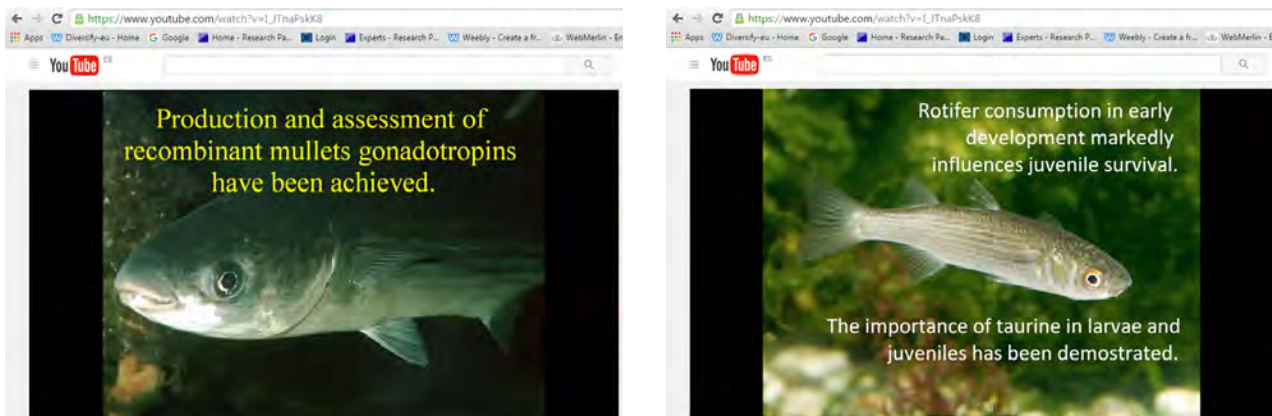 https://www.youtube.com/watch?v=I_JTnaPskK8
Apps Diversify-eu - Home Google Home - Research Pa... Login Experts - Research P... Weebly - Create a fr... WebMerlin - En
YouTube ES
Production and assessment of
recombinant mullets gonadotropins
have been achieved.
https://www.youtube.com/watch?v=I_JTnaPskK8
Apps Diversify-eu - Home Google Home - Research Pa... Login Experts - Research P... Weebly - Create a fr... WebMerlin - E
YouTube ES
Rotifer consumption in early
development markedly
influences juvenile survival.
The importance of taurine in larvae and
juveniles has been demostrated.